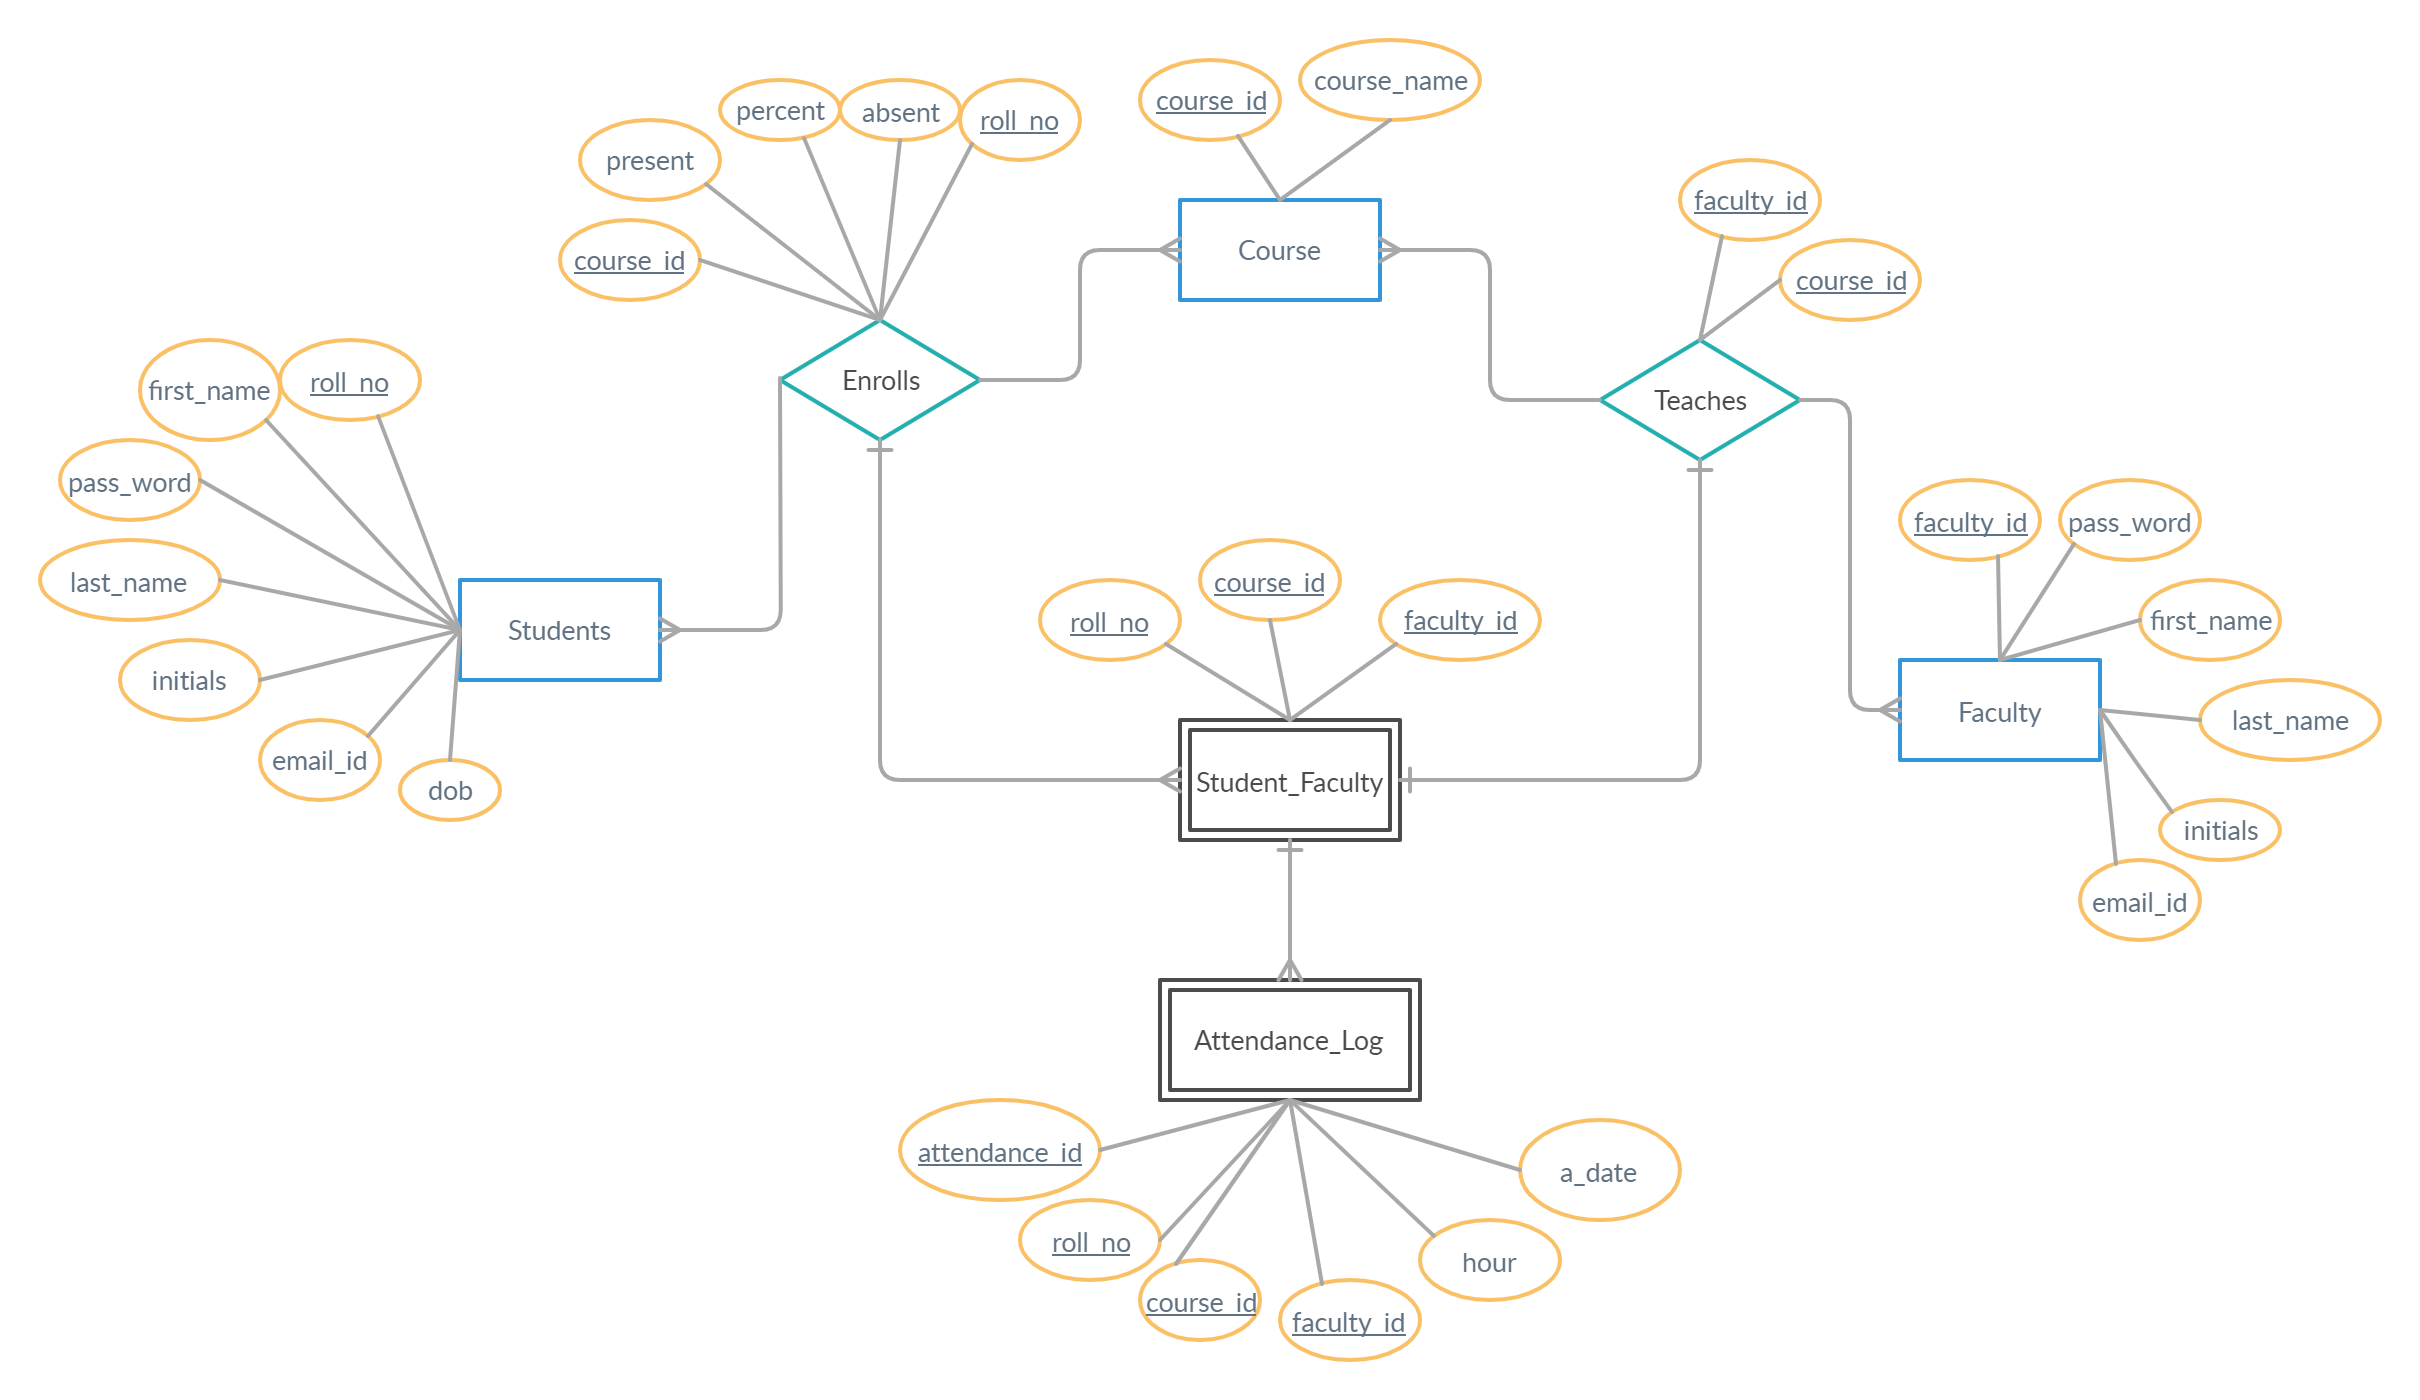 course_name
course_id
percent
absent
roll_no
present
course_id
Course
faculty_id
course_id
Enrolls
Teaches
first_name
roll_no
pass_word
last_name
Students
initials
email_id
dob
roll_no
course_id
faculty_id
Student_Faculty
faculty_id
pass_word
first_name
Faculty
last_name
initials
email_id
Attendance_Log
attendance_id
roll_no
course_id
faculty_id
hour
a_date